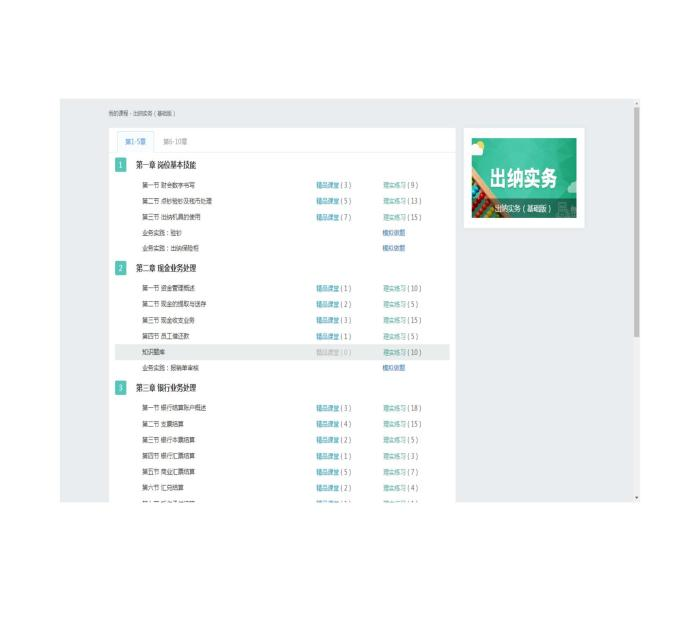 我的课程 - 出纳实务 ( 基础版 )
第1-5章 第6-10章
1 第一章 岗位基本技能
第一节 财会数字书写 精品课堂 ( 3 ) 理实练习 ( 9 )
第二节 点钞验钞及残币处理 精品课堂 ( 5 ) 理实练习 ( 13 )
第三节 出纳机具的使用 精品课堂 ( 7 ) 理实练习 ( 15 )
业务实践：验钞 模拟做题
业务实践：出纳保险柜 模拟做题
2 第二章 现金业务处理
第一节 资金管理概述 精品课堂 ( 1 ) 理实练习 ( 10 )
第二节 现金的提取与送存 精品课堂 ( 2 ) 理实练习 ( 5 )
第三节 现金收支业务 精品课堂 ( 3 ) 理实练习 ( 15 )
第四节 员工借还款 精品课堂 ( 1 ) 理实练习 ( 5 )
知识题库 精品课堂 ( 0 ) 理实练习 ( 10 )
业务实践：报销单审核 模拟做题
3 第三章 银行业务处理
第一节 银行结算账户概述 精品课堂 ( 3 ) 理实练习 ( 18 )
第二节 支票结算 精品课堂 ( 4 ) 理实练习 ( 15 )
第三节 银行本票结算 精品课堂 ( 2 ) 理实练习 ( 5 )
第四节 银行汇票结算 精品课堂 ( 1 ) 理实练习 ( 3 )
第五节 商业汇票结算 精品课堂 ( 5 ) 理实练习 ( 7 )
第六节 汇兑结算 精品课堂 ( 2 ) 理实练习 ( 4 )
出纳实务
出纳实务 ( 基础版 )